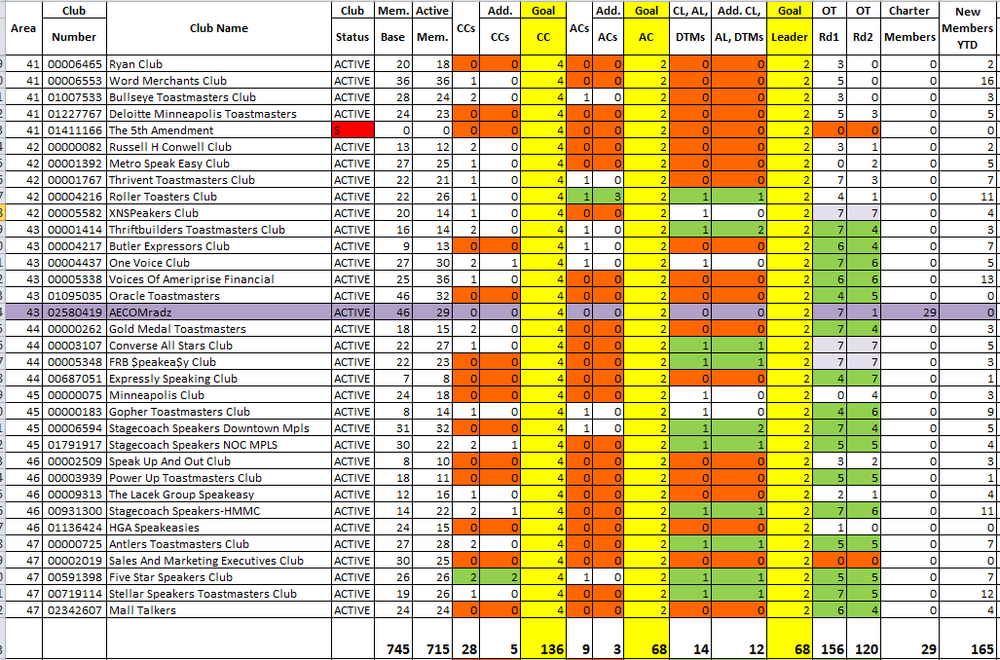 Club Club Mem. Active Add. Goal Add. Goal CL, AL, Add. CL, Goal OT OT Charter New
Area Club Name CCs ACs Members
Number Status Base Mem. CCs CC ACs AC DTMs AL, DTMs Leader Rd1 Rd2 Members YTD
41 00006465 Ryan Club ACTIVE 20 18 0 0 4 0 0 2 0 0 2 3 0 0 2
41 00006553 Word Merchants Club ACTIVE 36 36 1 0 4 0 0 2 0 0 2 5 0 0 16
41 01007533 Bullseye Toastmasters Club ACTIVE 28 24 2 0 4 1 0 2 0 0 2 3 0 0 3
41 01227767 Deloitte Minneapolis Toastmasters ACTIVE 24 23 0 0 4 0 0 2 0 0 2 5 3 0 5
41 01411166 The 5th Amendment S 0 0 0 0 4 0 0 2 0 0 2 0 0 0 0
42 00000082 Russell H Conwell Club ACTIVE 13 12 2 0 4 0 0 2 0 0 2 3 1 0 2
42 00001392 Metro Speak Easy Club ACTIVE 27 25 1 0 4 0 0 2 0 0 2 0 2 0 5
42 00001767 Thrivent Toastmasters Club ACTIVE 22 21 1 0 4 1 0 2 0 0 2 7 3 0 7
42 00004216 Roller Toasters Club ACTIVE 22 26 1 0 4 1 3 2 1 1 2 4 1 0 11
42 00005582 XNSPeakers Club ACTIVE 20 14 1 0 4 0 0 2 1 0 2 7 7 0 4
43 00001414 Thriftbuilders Toastmasters Club ACTIVE 16 14 2 0 4 1 0 2 1 2 2 7 4 0 3
43 00004217 Butler Expressors Club ACTIVE 9 13 0 0 4 1 0 2 0 0 2 6 4 0 7
43 00004437 One Voice Club ACTIVE 27 30 2 1 4 1 0 2 1 0 2 7 6 0 5
43 00005338 Voices Of Ameriprise Financial ACTIVE 25 36 1 0 4 0 0 2 0 0 2 6 6 0 13
43 01095035 Oracle Toastmasters ACTIVE 46 32 0 0 4 0 0 2 0 0 2 4 5 0 0
43 02580419 AECOMradz ACTIVE 46 29 0 0 4 0 0 2 0 0 2 7 1 29 0
44 00000262 Gold Medal Toastmasters ACTIVE 18 15 2 0 4 0 0 2 0 0 2 7 4 0 3
44 00003107 Converse All Stars Club ACTIVE 22 27 1 0 4 0 0 2 1 1 2 7 7 0 5
44 00005348 FRB $peakea$y Club ACTIVE 22 23 0 0 4 0 0 2 1 1 2 7 7 0 3
44 00687051 Expressly Speaking Club ACTIVE 7 8 0 0 4 0 0 2 0 0 2 4 7 0 1
45 00000075 Minneapolis Club ACTIVE 24 18 0 0 4 0 0 2 1 0 2 0 4 0 3
45 00000183 Gopher Toastmasters Club ACTIVE 8 14 1 0 4 1 0 2 1 0 2 4 6 0 9
45 00006594 Stagecoach Speakers Downtown Mpls ACTIVE 31 32 0 0 4 1 0 2 1 2 2 7 4 0 5
45 01791917 Stagecoach Speakers NOC MPLS ACTIVE 30 22 2 1 4 0 0 2 1 1 2 5 5 0 4
46 00002509 Speak Up And Out Club ACTIVE 8 10 0 0 4 0 0 2 0 0 2 3 2 0 3
46 00003939 Power Up Toastmasters Club ACTIVE 18 11 0 0 4 0 0 2 0 0 2 5 5 0 1
46 00009313 The Lacek Group Speakeasy ACTIVE 12 16 1 0 4 0 0 2 0 0 2 2 1 0 4
46 00931300 Stagecoach Speakers-HMMC ACTIVE 14 22 2 1 4 0 0 2 1 1 2 7 6 0 11
46 01136424 HGA Speakeasies ACTIVE 24 15 0 0 4 0 0 2 0 0 2 1 0 0 0
47 00000725 Antlers Toastmasters Club ACTIVE 27 28 2 0 4 0 0 2 1 1 2 5 5 0 7
47 00002019 Sales And Marketing Executives Club ACTIVE 30 25 0 0 4 0 0 2 0 0 2 0 0 0 0
47 00591398 Five Star Speakers Club ACTIVE 26 26 2 2 4 1 0 2 1 1 2 5 5 0 7
47 00719114 Stellar Speakers Toastmasters Club ACTIVE 19 26 1 0 4 0 0 2 1 1 2 7 5 0 12
47 02342607 Mall Talkers ACTIVE 24 24 0 0 4 0 0 2 0 0 2 6 4 0 4
745 715 28 5 136 9 3 68 14 12 68 156 120 29 165